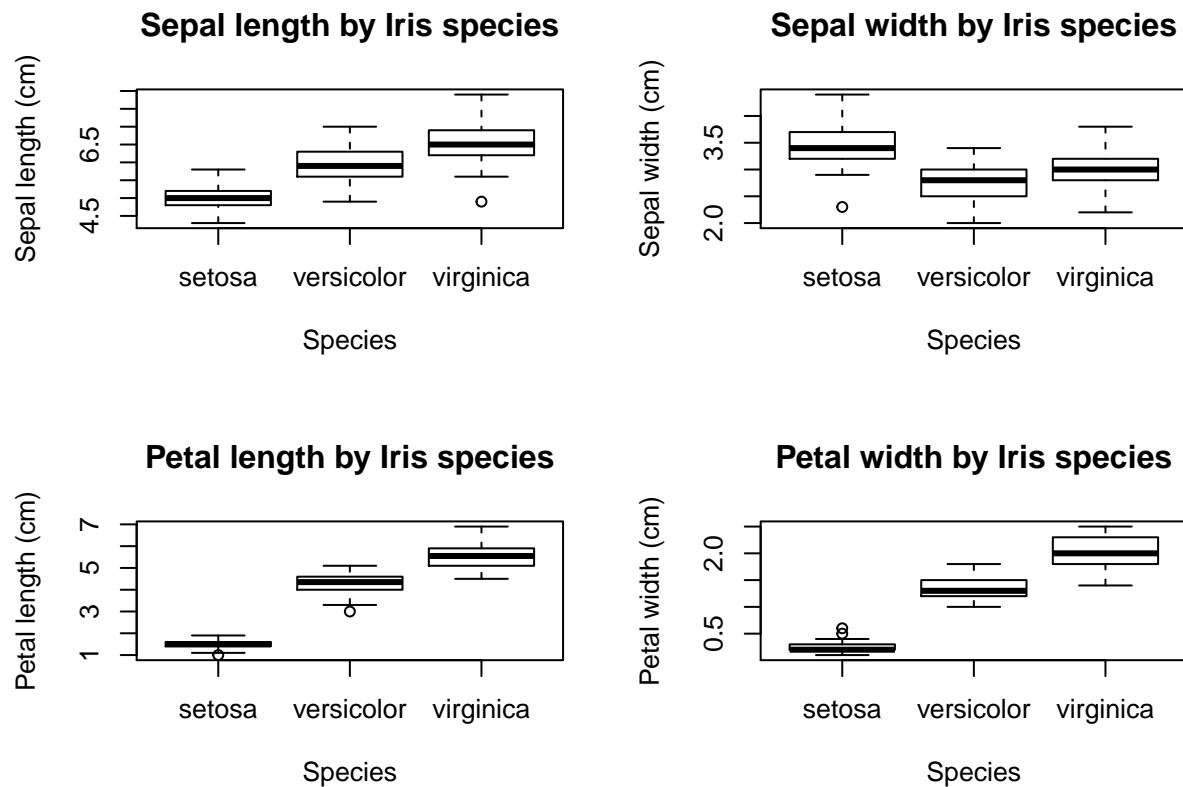 Sepal length by Iris species
Sepal length (cm)
6.5
4.5
setosa versicolor virginica
Species
Sepal width by Iris species
Sepal width (cm)
3.5
2.0
setosa versicolor virginica
Species
Petal length by Iris species
Petal length (cm)
7
5
3
1
setosa versicolor virginica
Species
Petal width by Iris species
Petal width (cm)
2.0
0.5
setosa versicolor virginica
Species